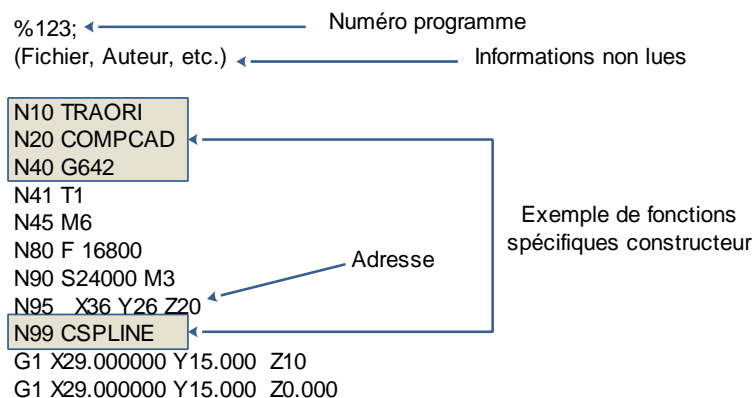 %123;
Numéro programme
(Fichier, Auteur, etc.)
Informations non lues
N10 TRAORI
N20 COMPCAD
N40 G642
N41 T1
N45 M6
N80 F 16800
N90 S24000 M3
N95 X36 Y26 Z20
N99 CSPLINE
G1 X29.000000 Y15.000 Z10
G1 X29.000000 Y15.000 Z0.000
Adresse
Exemple de fonctions
spécifiques constructeur